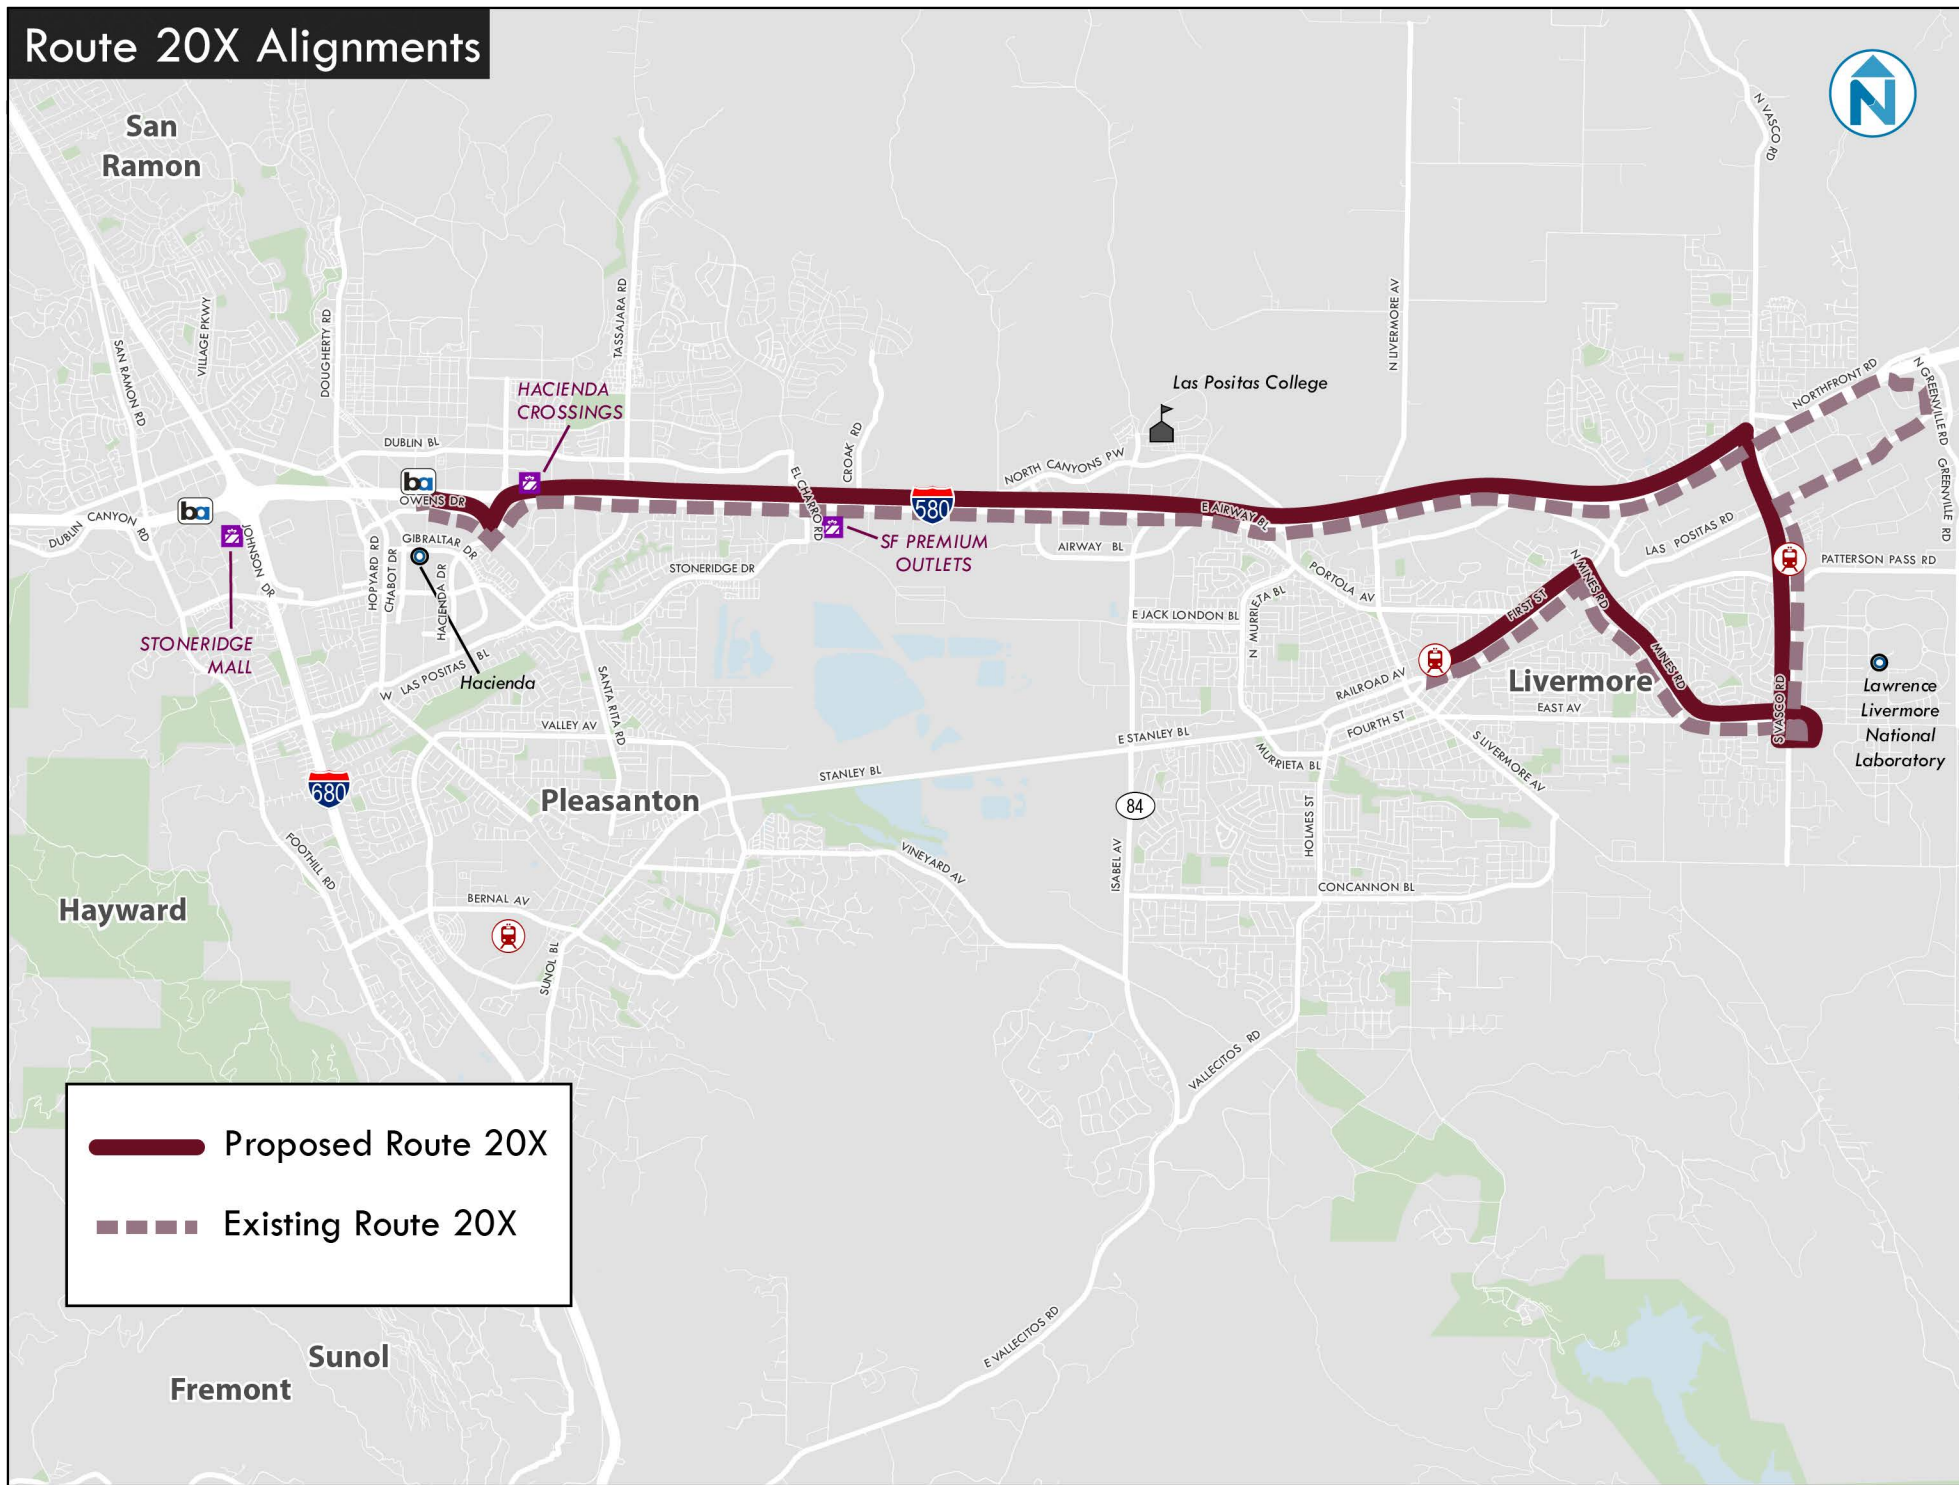 Route 20X Alignments
San
Ramon
N VASCO RD
SAN RAMON RD
VILLAGE PKWY
DOUGHERTY RD
TASSAJARA RD
N LIVERMORE AV
HACIENDA
CROSSINGS
Las Positas College
NORTHFRONT RD
N GREENVILLE RD
GREENVILLE RD
DUBLIN BL
CROAK RD
NORTH CANYONS PW
ba
OWENS DR
EL CHARRO RD
580
E AIRWAY BL
ba
DUBLIN CANYON RD
JOHNSON DR
GIBRALTAR DR
SF PREMIUM
OUTLETS
AIRWAY BL
LAS POSITAS RD
PATTERSON PASS RD
HOPYARD RD
CHABOT DR
HACIENDA DR
STONERIDGE DR
PORTOLA AV
N MINES RD
FIRST ST
E JACK LONDON BL
N MURRIETA BL
MINES RD
STONERIDGE
MALL
W LAS POSITAS BL
Hacienda
SANTA RITA RD
RAILROAD AV
Livermore
Lawrence
Livermore
National
Laboratory
S VASCO RD
EAST AV
VALLEY AV
E STANLEY BL
FOURTH ST
S LIVERMORE AV
MURRIETA BL
STANLEY BL
680
Pleasanton
84
HOLMES ST
FOOTHILL RD
VINEYARD AV
ISABEL AV
CONCANNON BL
Hayward
BERNAL AV
SUNOL BL
VALLECITOS RD
Proposed Route 20X
Existing Route 20X
E VALLECITOS RD
Sunol
Fremont
N